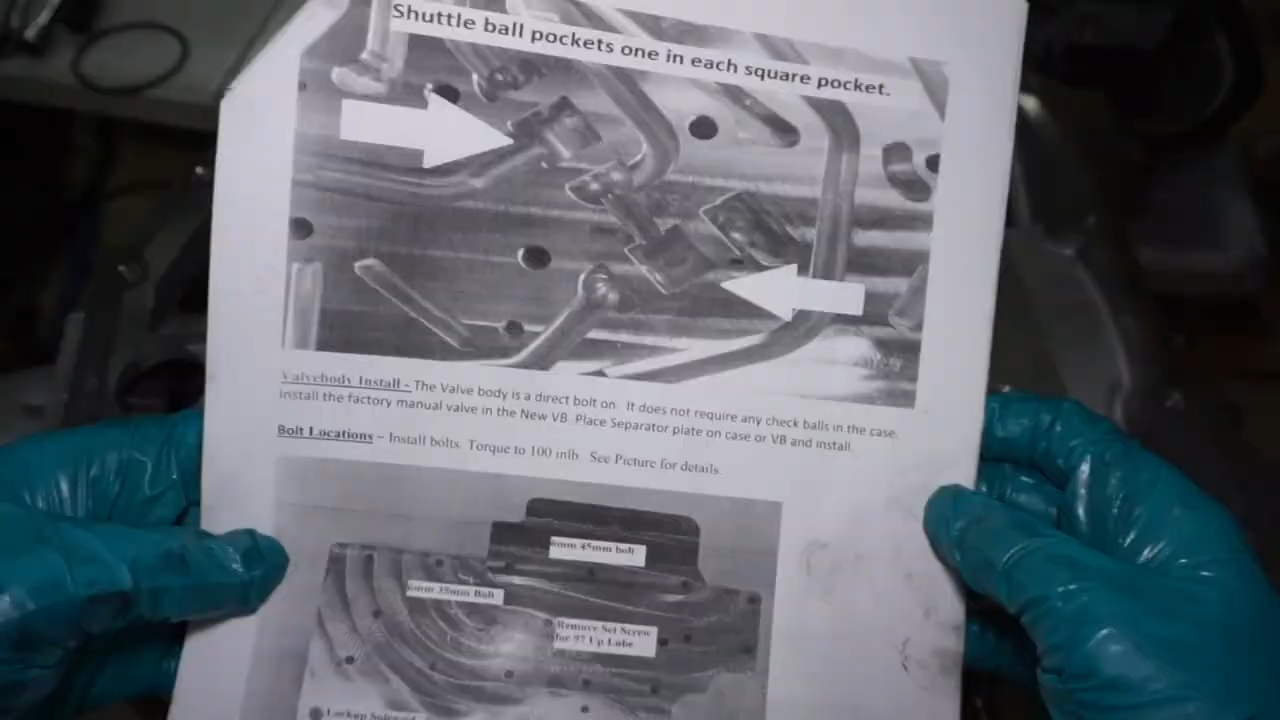 Shuttle ball pockets one in each square pocket.
Valvebody Install - The Valve body is a direct bolt on. It does not require any check balls in the case.
Install the factory manual valve in the New VB. Place Separator plate on case or VB and install.
Bolt Locations – Install bolts. Torque to 100 inlb. See Picture for details.
6mm 45mm bolt
6mm 35mm Bolt
Remove Set Screw
for 97 Up Lube
Lockup Solenoid